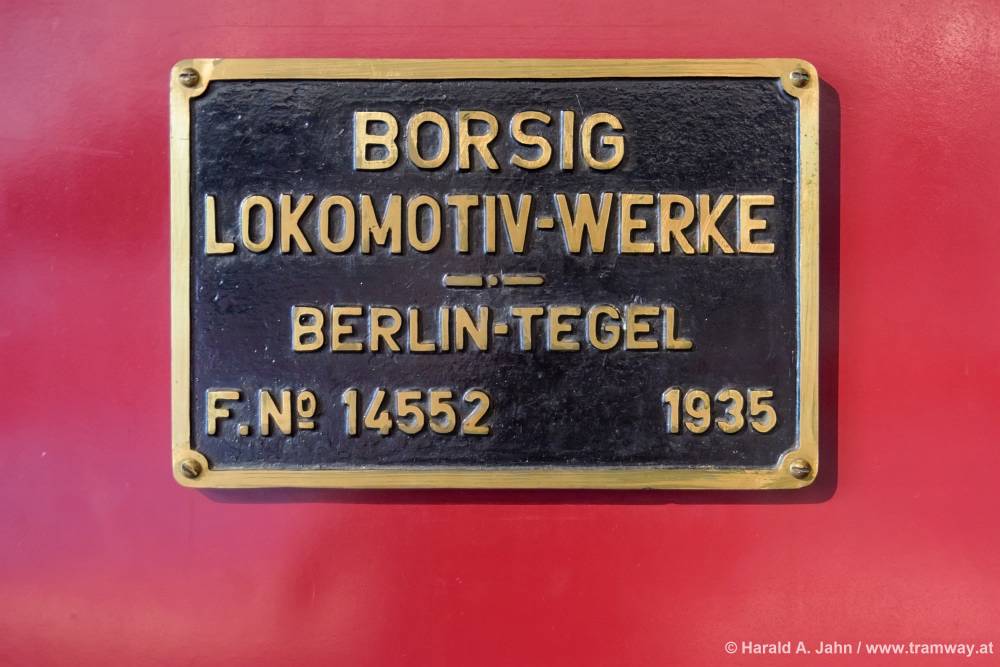 BORSIG
LOKOMOTIV-WERKE
BERLIN-TEGEL
F.Nº 14552 1935
© Harald A. Jahn / www.tramway.at